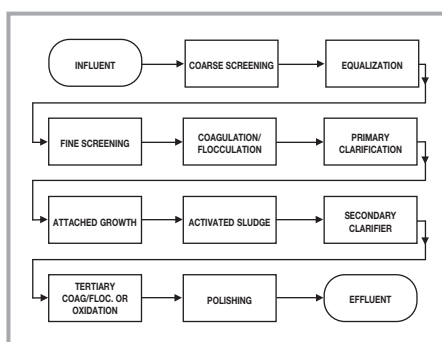 INFLUENT
COARSE SCREENING
EQUALIZATION
FINE SCREENING
COAGULATION/
FLOCCULATION
PRIMARY
CLARIFICATION
ATTACHED GROWTH
ACTIVATED SLUDGE
SECONDARY
CLARIFIER
TERTIARY
COAG/FLOC. OR
OXIDATION
POLISHING
EFFLUENT